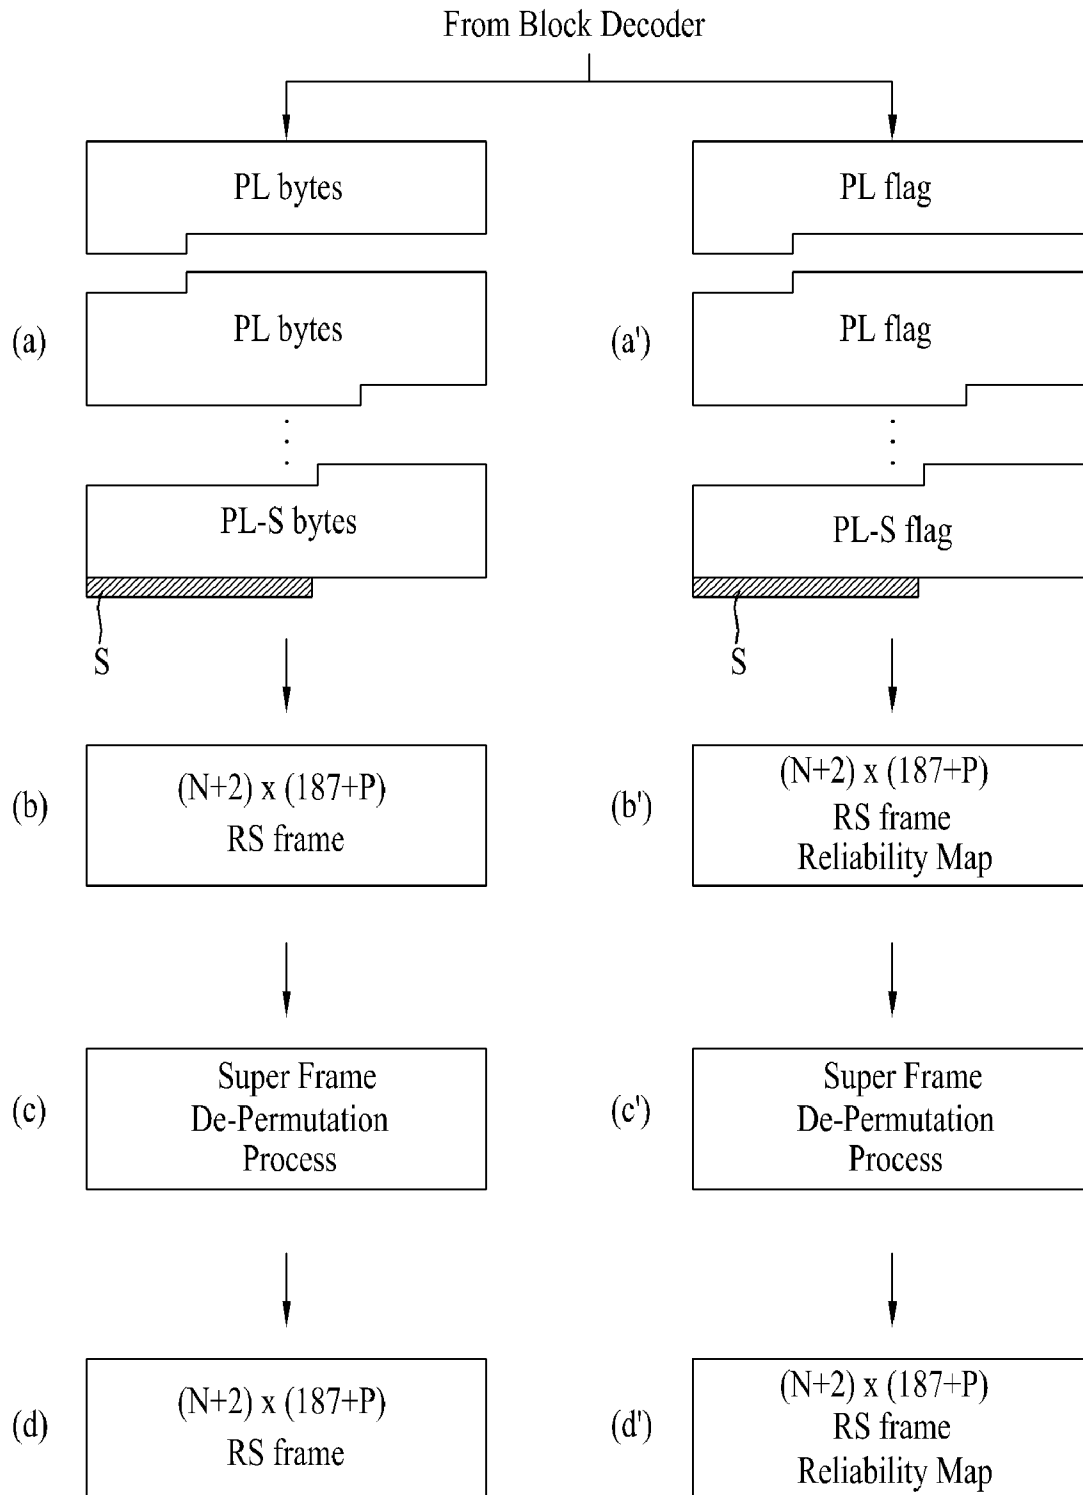 From Block Decoder
PL bytes
PL flag
PL bytes
PL flag
(a)
(a')
PL-S bytes
PL-S flag
S
S
(b)
(N+2) x (187+P)
RS frame
(b')
(N+2) x (187+P)
RS frame
Reliability Map
(c)
Super Frame
De-Permutation
Process
(c')
Super Frame
De-Permutation
Process
(d)
(N+2) x (187+P)
RS frame
(d')
(N+2) x (187+P)
RS frame
Reliability Map